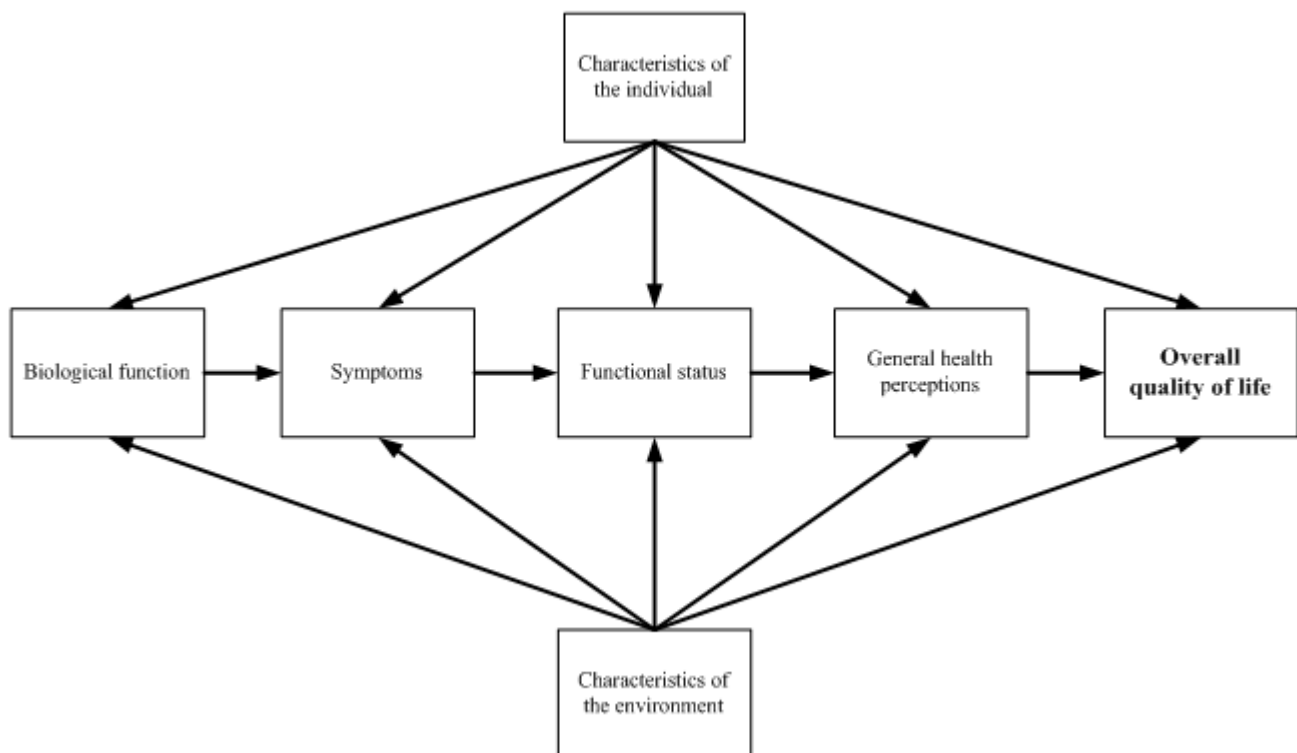 Characteristics of
the individual
Biological function
Symptoms
Functional status
General health
perceptions
Overall
quality of life
Characteristics of
the environment